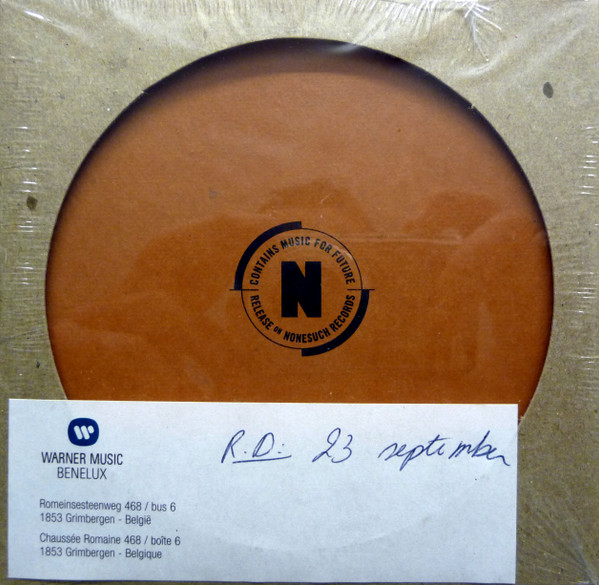 CONTAINS MUSIC FOR FUTURE
N
RELEASE ON NONESUCH RECORDS
WARNER MUSIC
BENELUX
R.D.: 23 september
Romeinsesteenweg 468 / bus 6
1853 Grimbergen - België
Chaussée Romaine 468 / boîte 6
1853 Grimbergen - Belgique